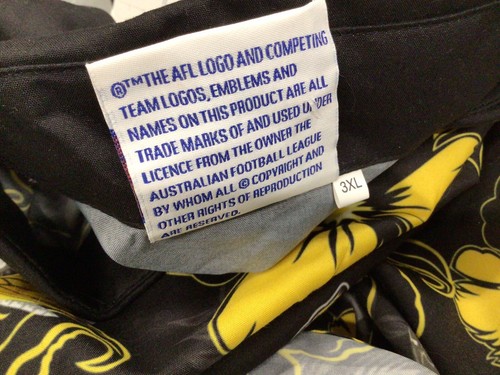 ®™THE AFL LOGO AND COMPETING
TEAM LOGOS, EMBLEMS AND
NAMES ON THIS PRODUCT ARE ALL
TRADE MARKS OF AND USED UNDER
LICENCE FROM THE OWNER THE
AUSTRALIAN FOOTBALL LEAGUE
BY WHOM ALL © COPYRIGHT AND
OTHER RIGHTS OF REPRODUCTION
ARE RESERVED.
3XL